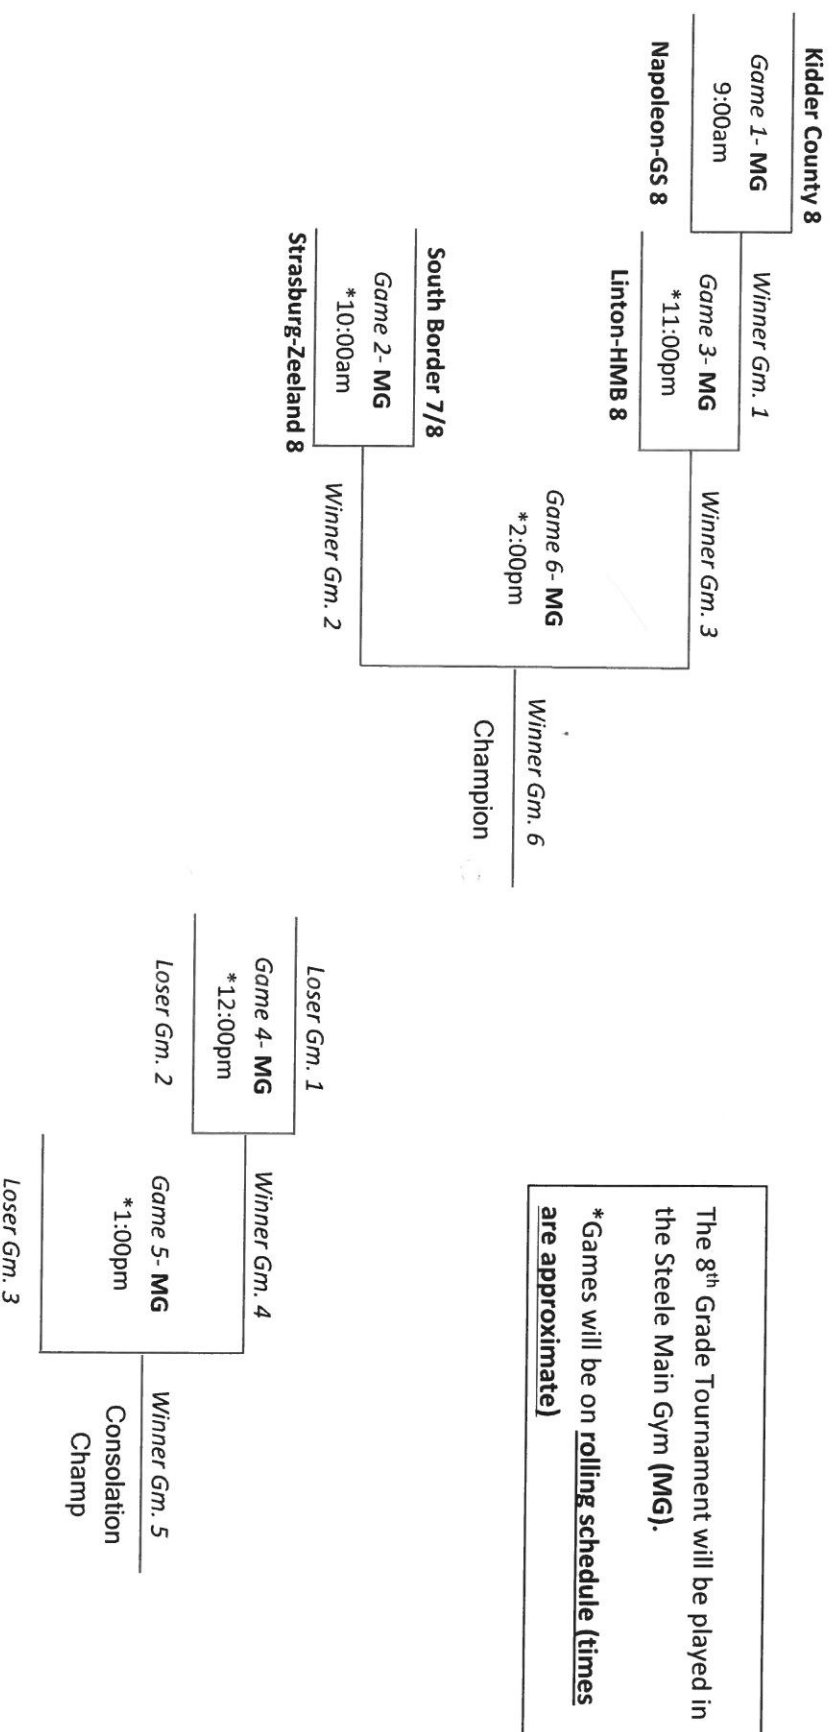 Kidder County 8
Game 1- MG
9:00am
Napoleon-GS 8
Winner Gm. 1
Game 3- MG
*11:00pm
Linton-HMB 8
South Border 7/8
Game 2- MG
*10:00am
Strasburg-Zeeland 8
Winner Gm. 3
Game 6- MG
*2:00pm
Winner Gm. 2
Winner Gm. 6
Champion
Loser Gm. 1
Game 4- MG
*12:00pm
Loser Gm. 2
Winner Gm. 4
Game 5- MG
*1:00pm
Loser Gm. 3
Winner Gm. 5
Consolation
Champ
The 8th Grade Tournament will be played in
the Steele Main Gym (MG).
*Games will be on rolling schedule (times
are approximate)